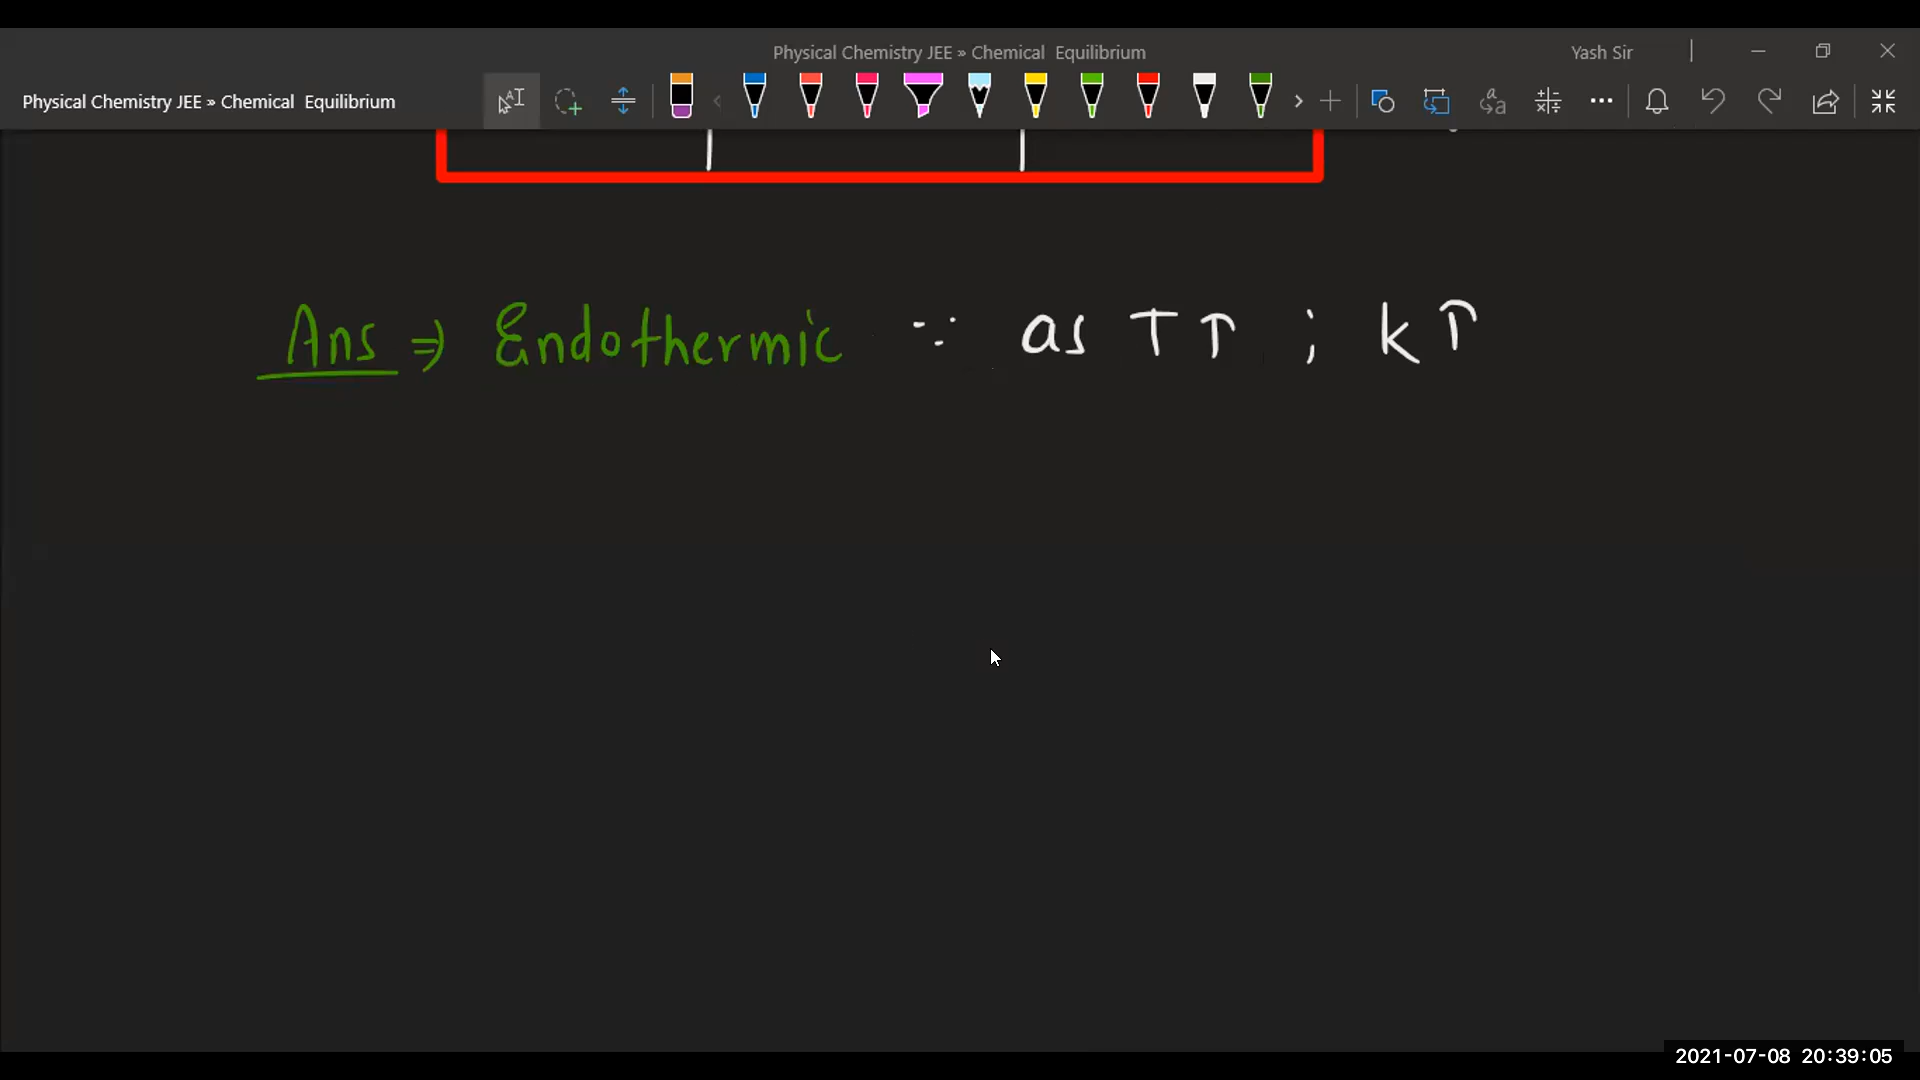 Physical Chemistry JEE » Chemical Equilibrium
Yash Sir
Physical Chemistry JEE » Chemical Equilibrium
Ans ⇒ Endothermic ∵ as T↑ ; k↑
2021-07-08 20:39:05